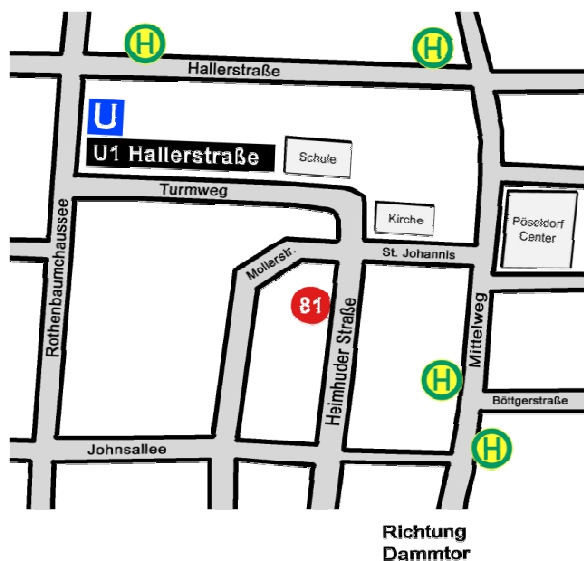 H
H
Hallerstraße
U
U1 Hallerstraße
Schule
Turmweg
Kirche
Pöseldorf
Center
Rothenbaumchaussee
St. Johannis
Mollerstr.
81
Heimhuder Straße
Mittelweg
H
Böttgerstraße
Johnsallee
H
Richtung
Dammtor